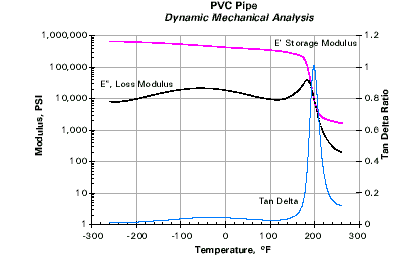 PVC Pipe
Dynamic Mechanical Analysis
1,000,000
100,000
10,000
1,000
100
10
1
Modulus, PSI
E' Storage Modulus
E", Loss Modulus
Tan Delta
1.2
1
0.8
0.6
0.4
0.2
0
Tan Delta Ratio
-300 -200 -100 0 100 200 300
Temperature, ºF